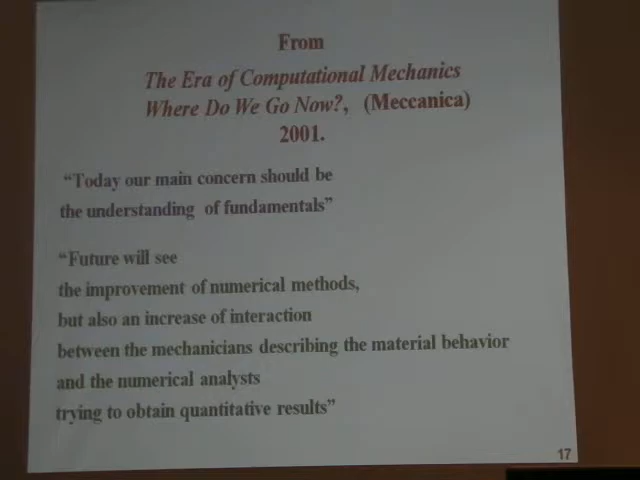 From
The Era of Computational Mechanics
Where Do We Go Now?, (Meccanica)
2001.
“Today our main concern should be
the understanding of fundamentals”
“Future will see
the improvement of numerical methods,
but also an increase of interaction
between the mechanicians describing the material behavior
and the numerical analysts
trying to obtain quantitative results”
17